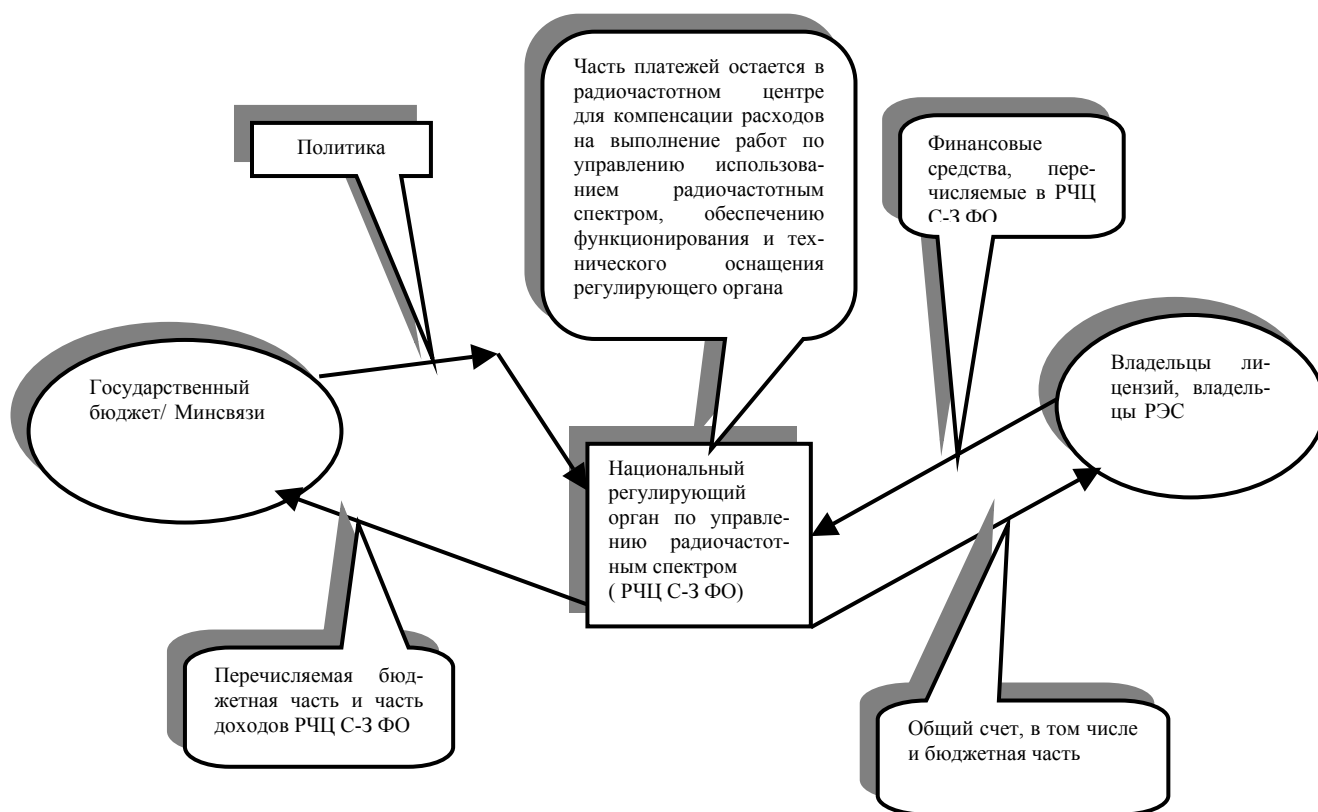 Часть платежей остается в
радиочастотном центре
для компенсации расходов
на выполнение работ по
управлению использова-
нием радиочастотным
спектром, обеспечению
функционирования и тех-
нического оснащения
регулирующего органа
Политика
Финансовые
средства, пере-
числяемые в РЧЦ
С-З ФО
Государственный
бюджет/ Минсвязи
Владельцы ли-
цензий, владель-
цы РЭС
Национальный
регулирующий
орган по управле-
нию радиочастот-
ным спектром
( РЧЦ С-З ФО)
Перечисляемая бюд-
жетная часть и часть
доходов РЧЦ С-З ФО
Общий счет, в том числе
и бюджетная часть